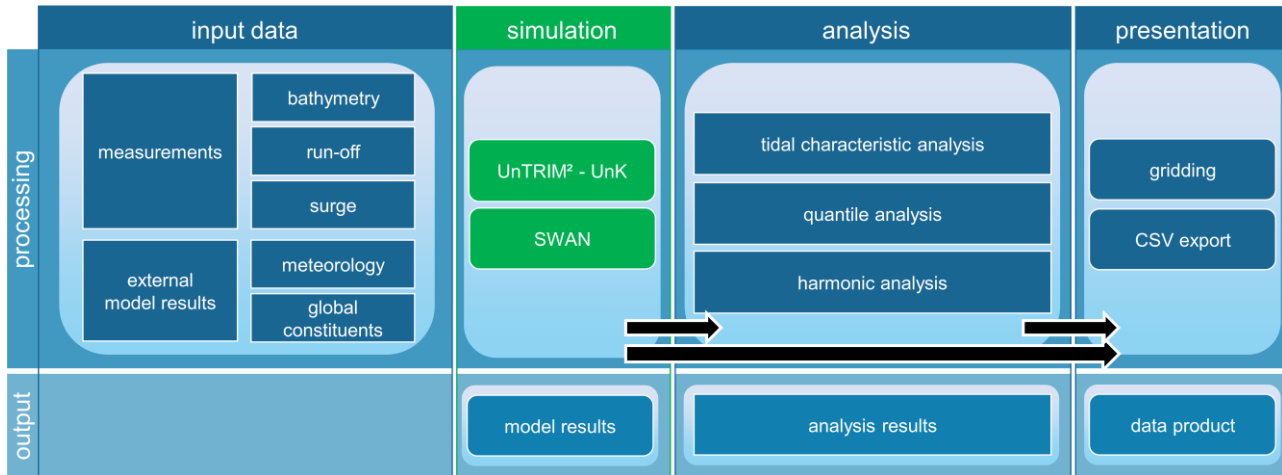 input data
simulation
analysis
presentation
processing
measurements
bathymetry
run-off
surge
external
model results
meteorology
global
constituents
UnTRIM² - UnK
SWAN
tidal characteristic analysis
quantile analysis
harmonic analysis
gridding
CSV export
output
model results
analysis results
data product